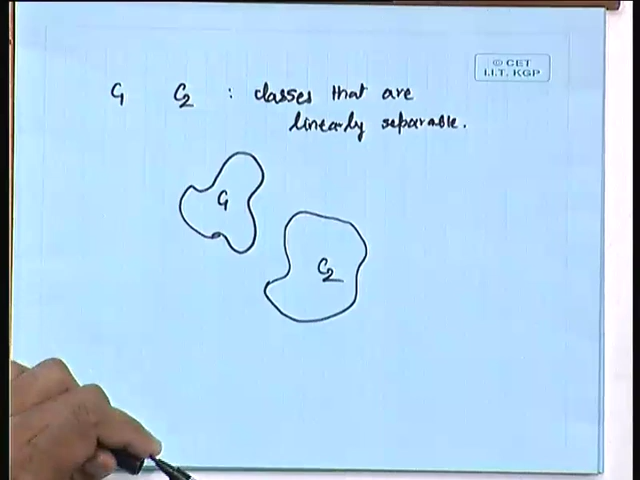 © CET
I.I.T. KGP
C1 C2 : classes that are
linearly separable.
C1
C2